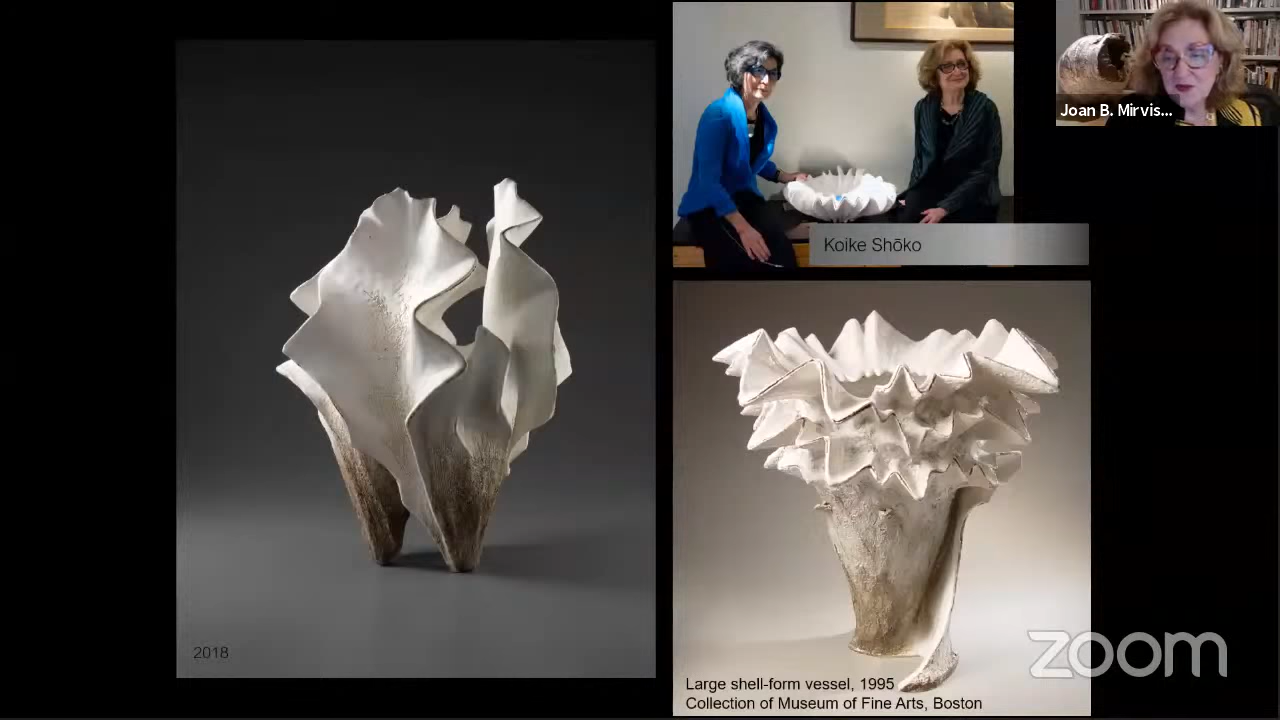 Joan B. Mirvis...
Koike Shōko
2018
Large shell-form vessel, 1995
Collection of Museum of Fine Arts, Boston
zoom